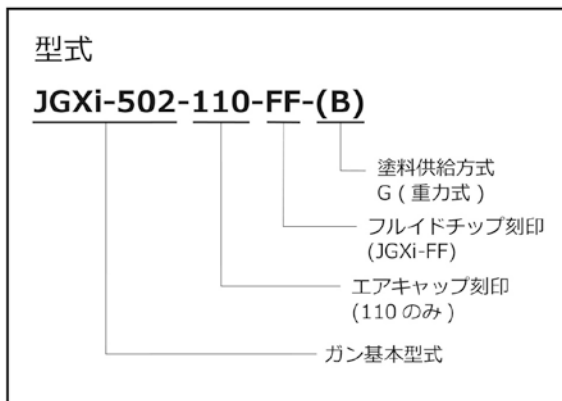 型式
JGXi-502-110-FF-(B)
塗料供給方式
G ( 重力式 )
フルイドチップ刻印
(JGXi-FF)
エアキャップ刻印
(110 のみ )
ガン基本型式